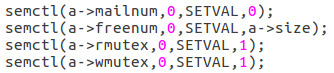 semctl(a->mailnum,0,SETVAL,0);
semctl(a->freenum,0,SETVAL,a->size);
semctl(a->rmutex,0,SETVAL,1);
semctl(a->wmutex,0,SETVAL,1);